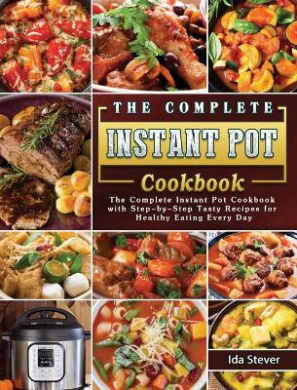 THE COMPLETE
INSTANT POT
Cookbook
The Complete Instant Pot Cookbook
with Step-by-Step Tasty Recipes for
Healthy Eating Every Day
Ida Stever